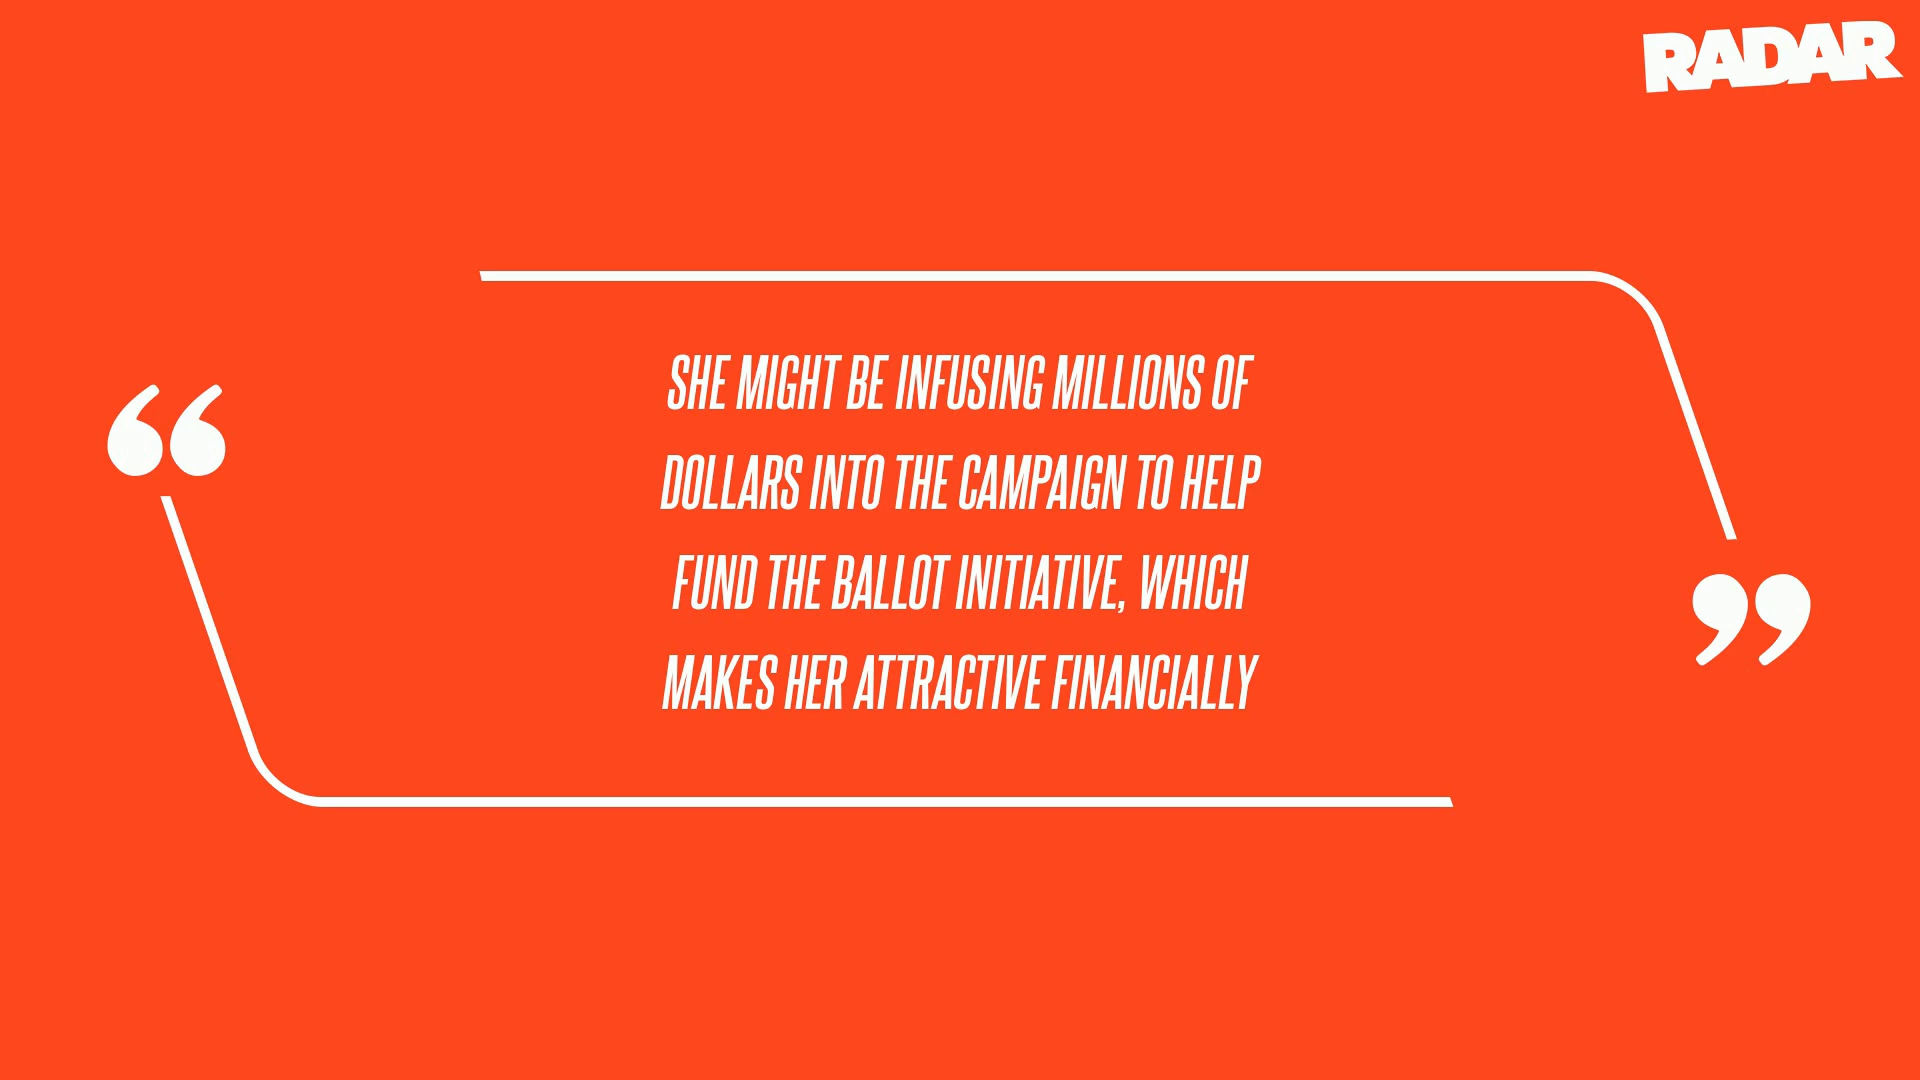 RADAR
“
SHE MIGHT BE INFUSING MILLIONS OF
DOLLARS INTO THE CAMPAIGN TO HELP
FUND THE BALLOT INITIATIVE, WHICH
MAKES HER ATTRACTIVE FINANCIALLY
”